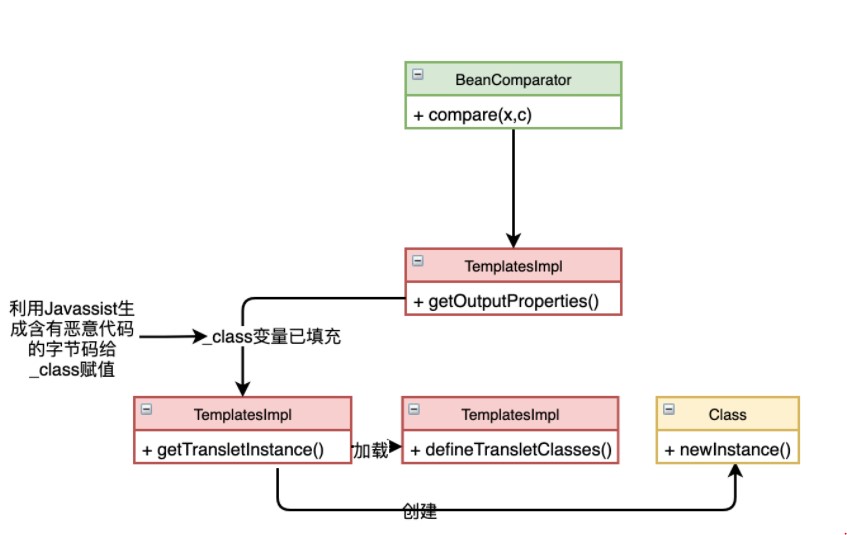 BeanComparator
+ compare(x,c)
TemplatesImpl
+ getOutputProperties()
利用Javassist生
成含有恶意代码
的字节码给
_class赋值
_class变量已填充
TemplatesImpl
+ getTransletInstance()
加载
TemplatesImpl
+ defineTransletClasses()
Class
+ newInstance()
创建